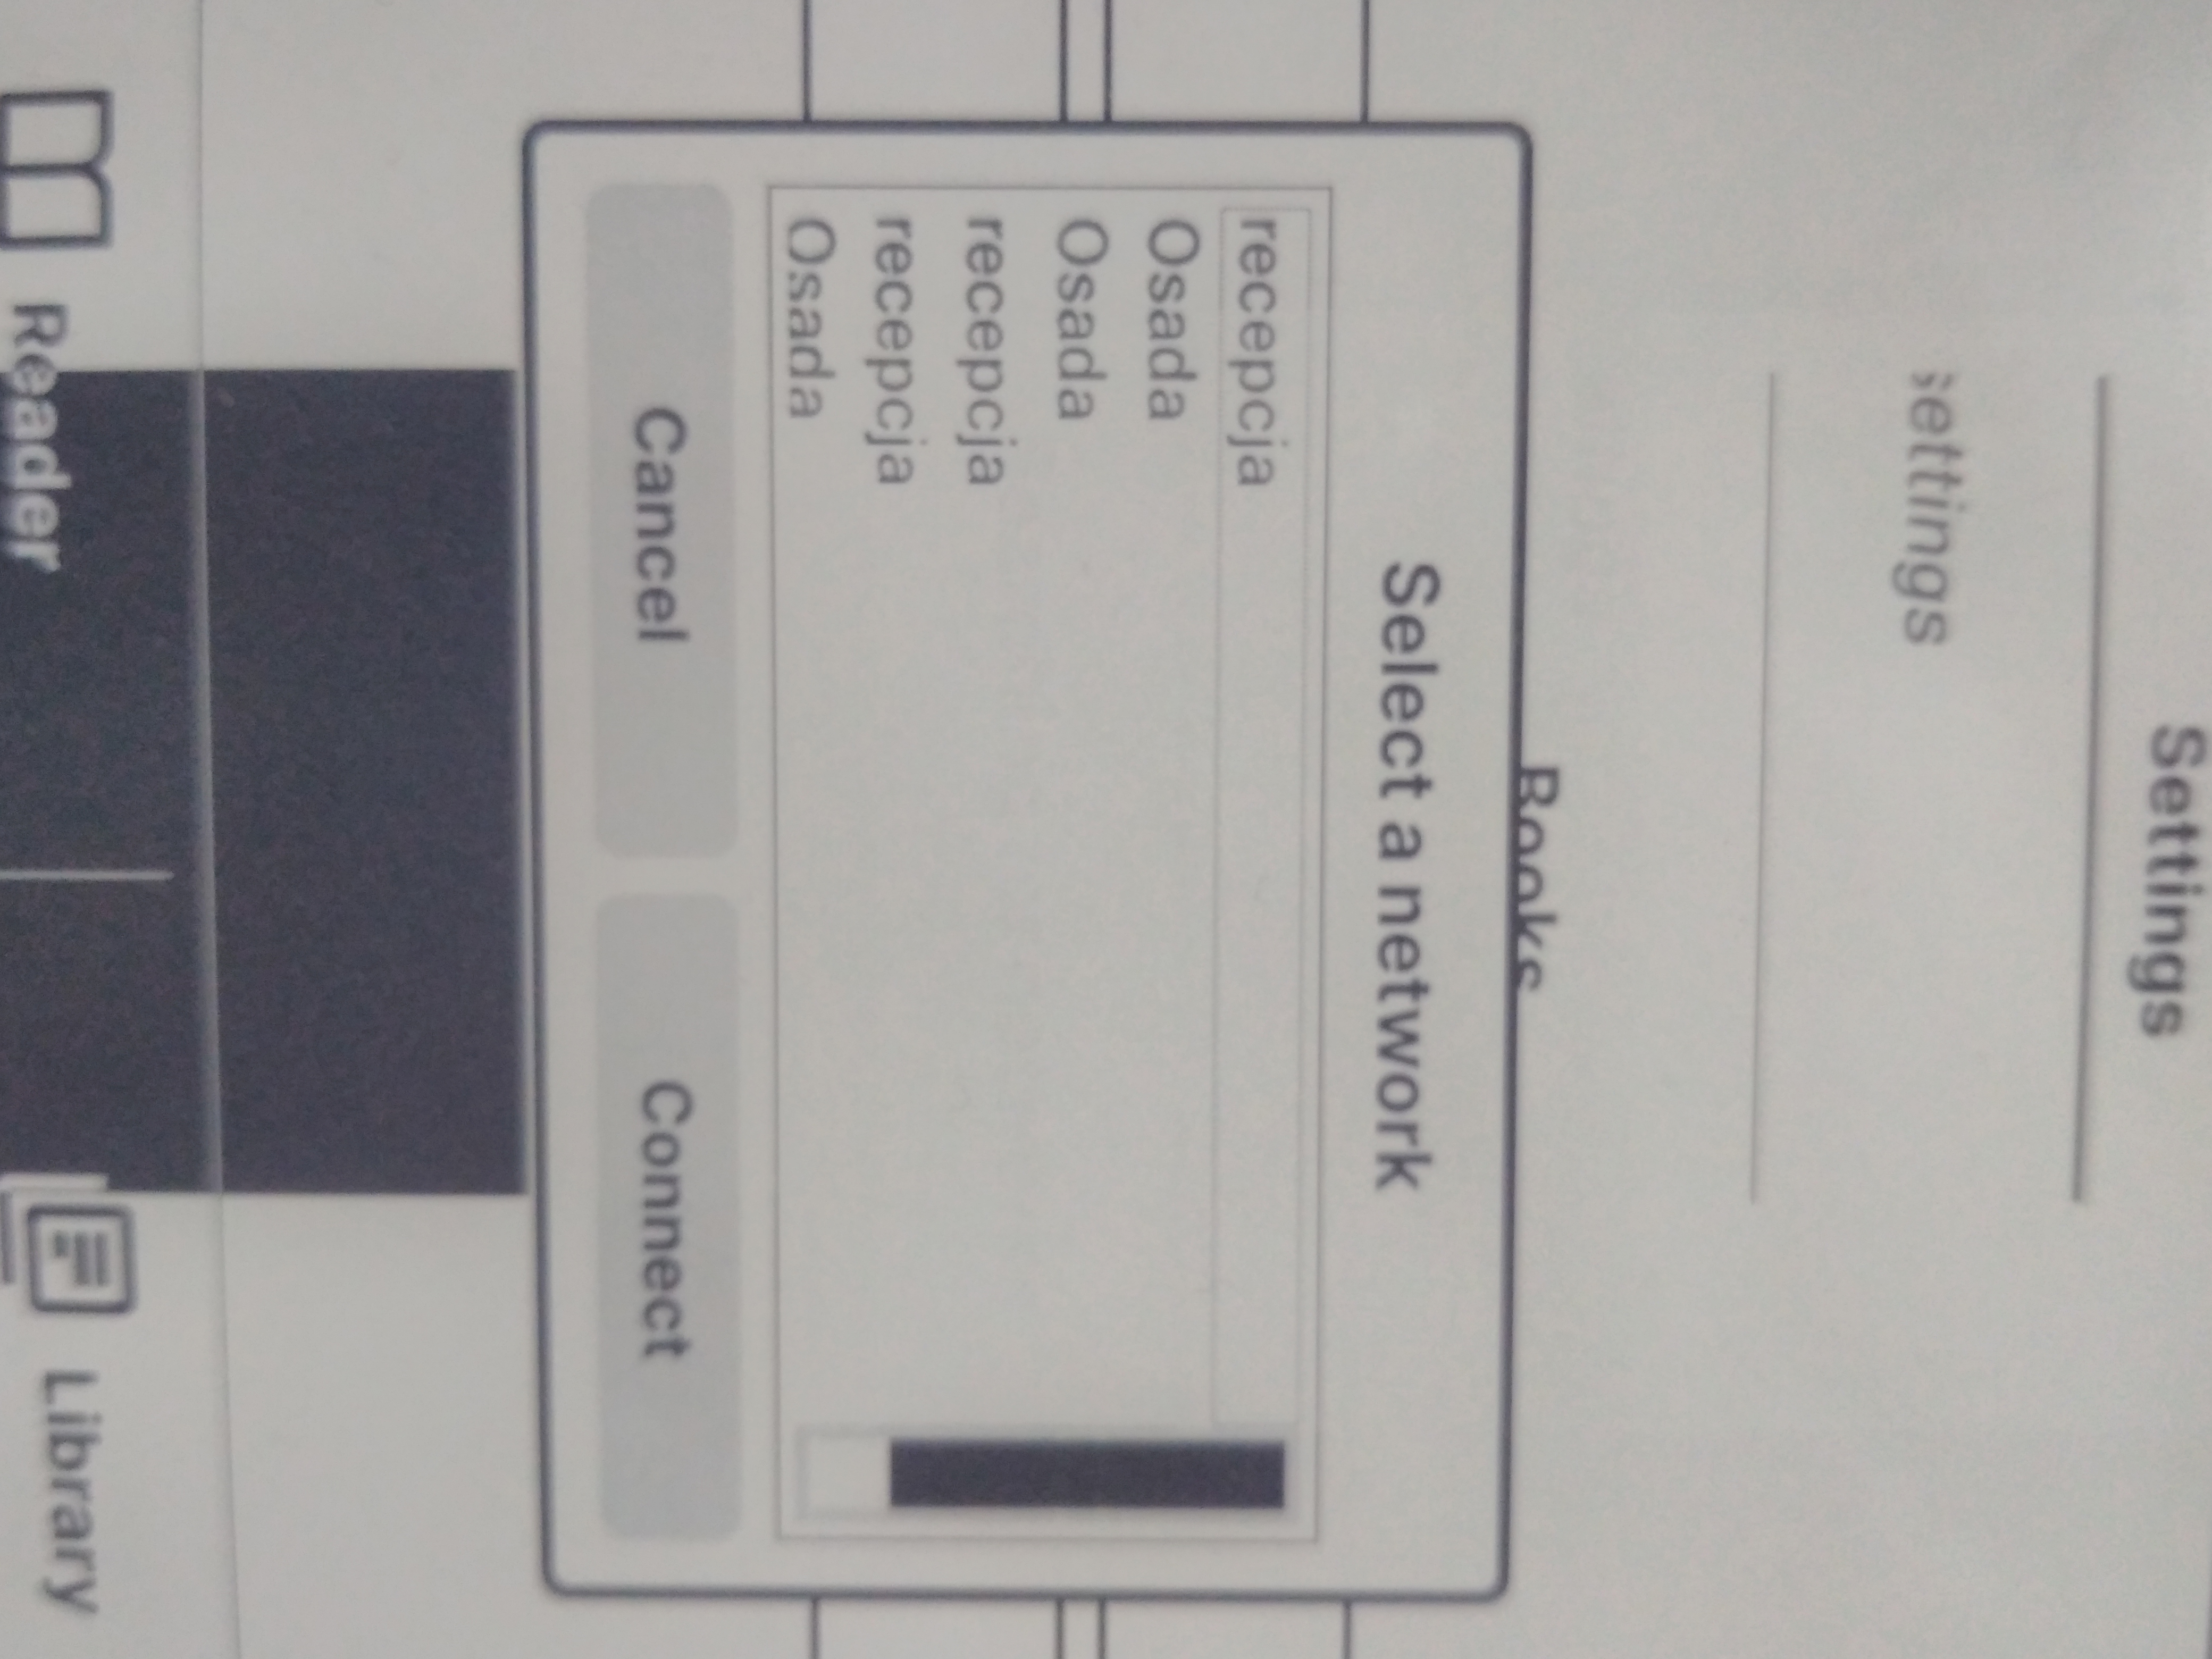 Settings
settings
Books
Select a network
recepcja
Osada
Osada
recepcja
recepcja
Osada
Cancel
Connect
Reader
Library